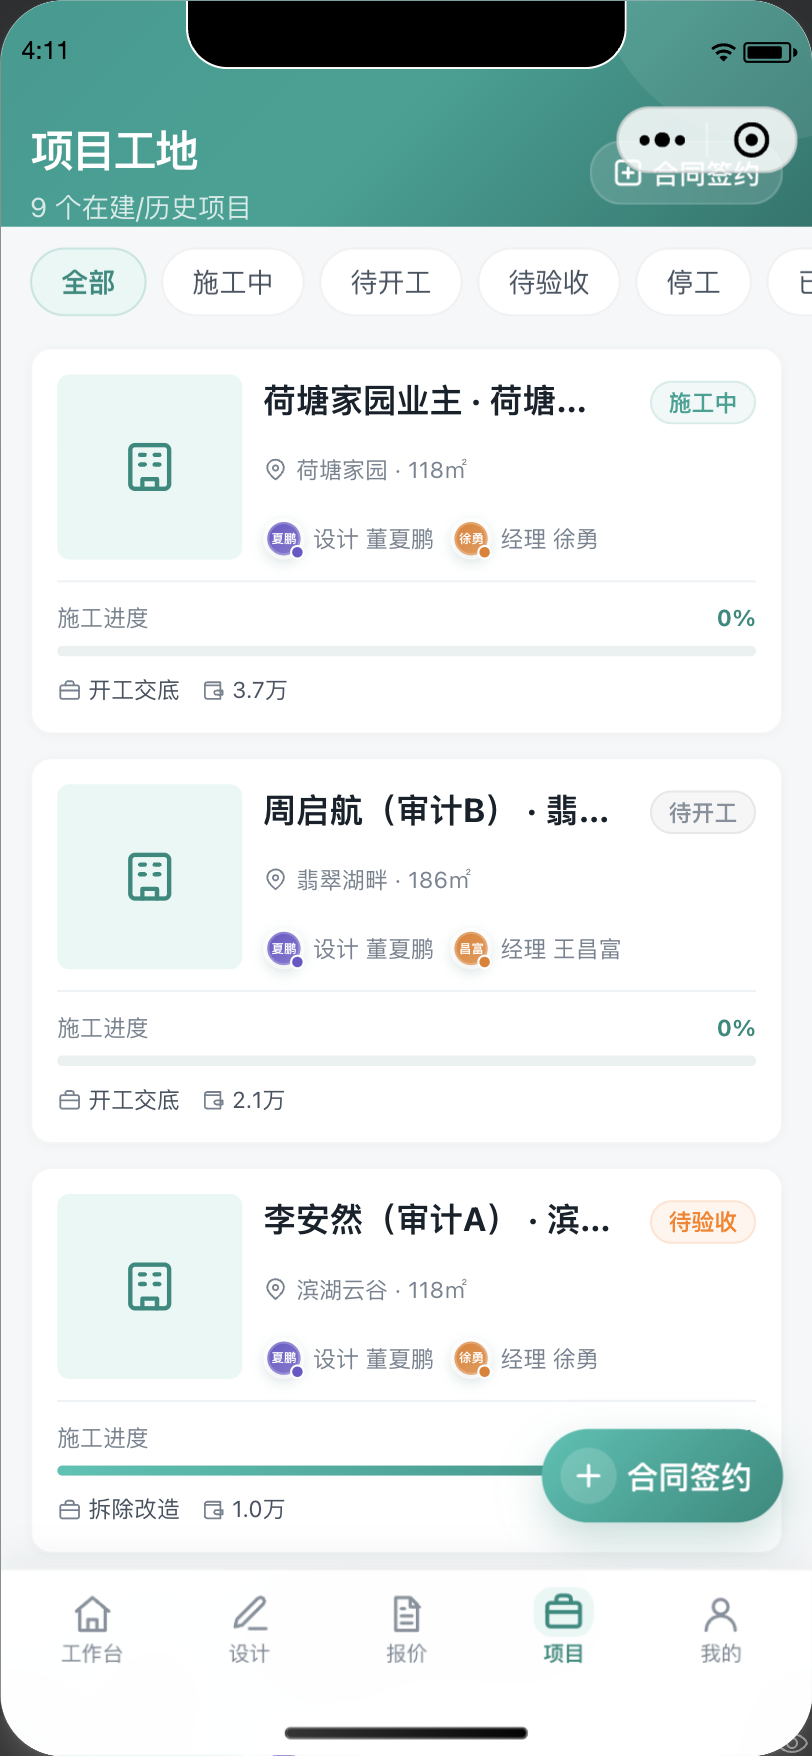 4:11
项目工地
合同签约
9 个在建/历史项目
全部 施工中 待开工 待验收 停工
荷塘家园业主 · 荷塘... 施工中
荷塘家园 · 118㎡
夏鹏 设计 董夏鹏 徐勇 经理 徐勇
施工进度 0%
开工交底 3.7万
周启航（审计B） · 翡... 待开工
翡翠湖畔 · 186㎡
夏鹏 设计 董夏鹏 昌富 经理 王昌富
施工进度 0%
开工交底 2.1万
李安然（审计A） · 滨... 待验收
滨湖云谷 · 118㎡
夏鹏 设计 董夏鹏 徐勇 经理 徐勇
施工进度
合同签约
拆除改造 1.0万
工作台 设计 报价 项目 我的